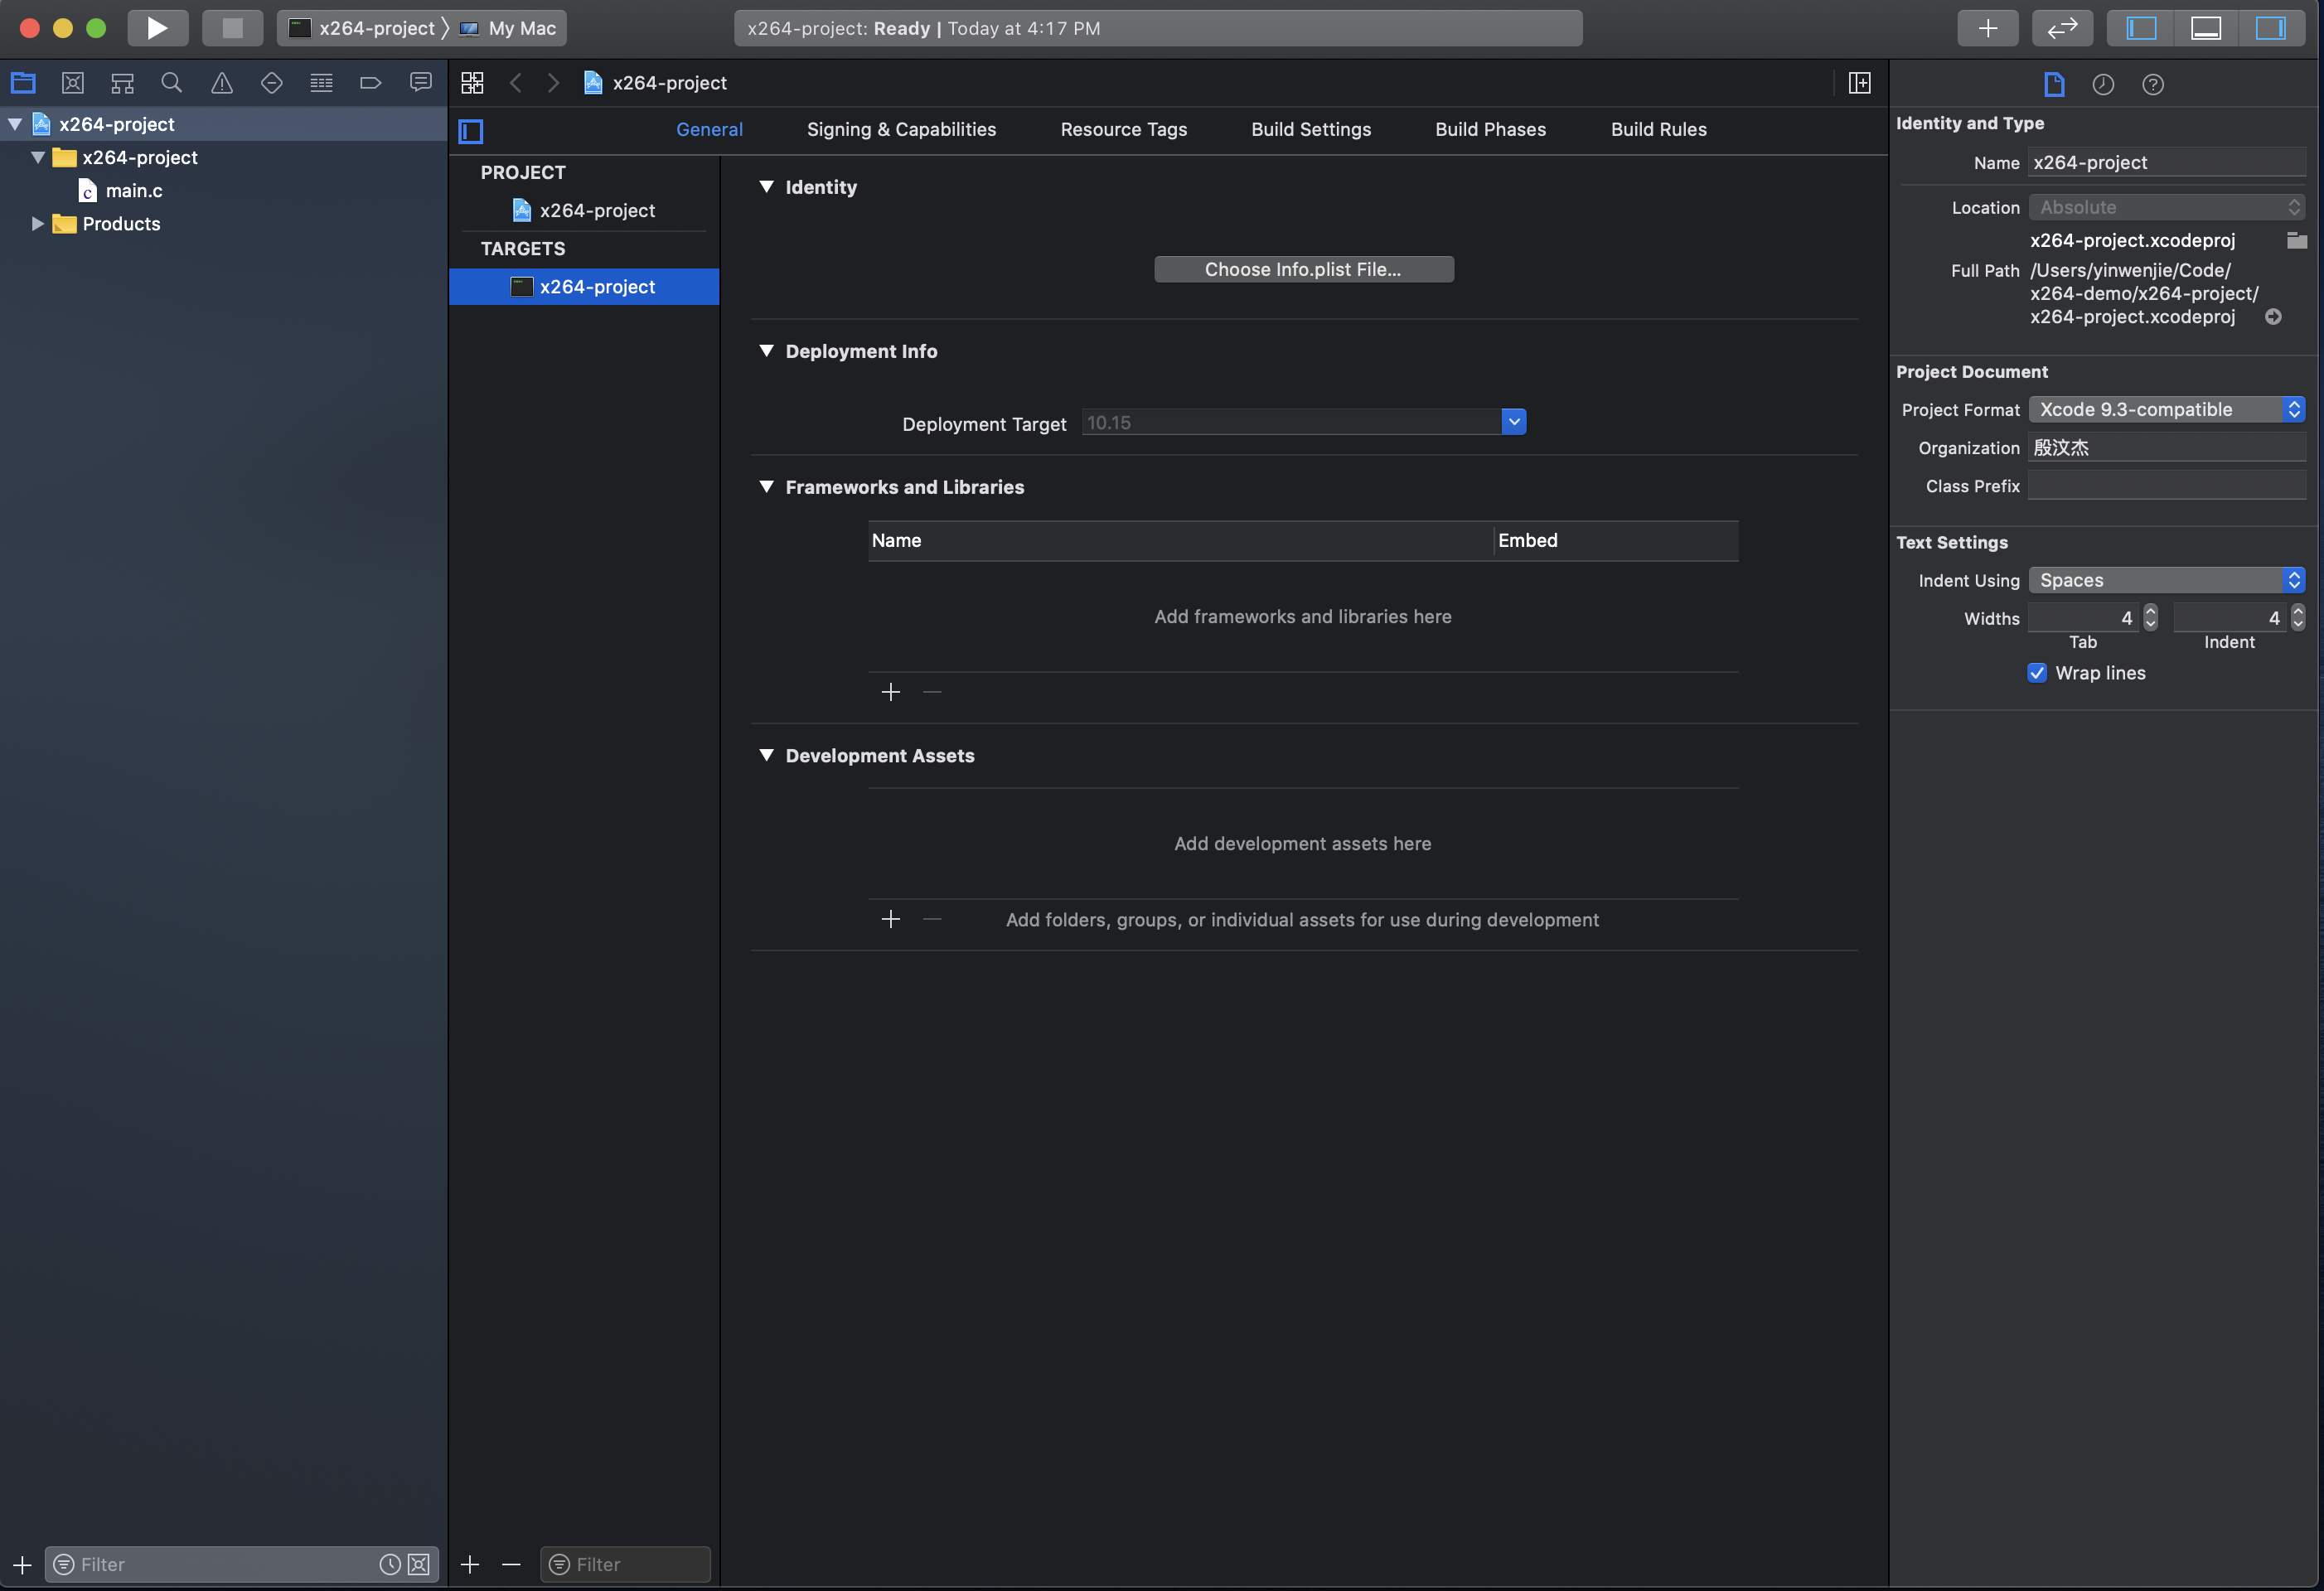 x264-project
My Mac
x264-project: Ready | Today at 4:17 PM
x264-project
x264-project
main.c
Products
Filter
x264-project
General
Signing & Capabilities
Resource Tags
Build Settings
Build Phases
Build Rules
PROJECT
x264-project
TARGETS
x264-project
Filter
Identity
Choose Info.plist File...
Deployment Info
Deployment Target
10.15
Frameworks and Libraries
Name
Embed
Add frameworks and libraries here
Development Assets
Add development assets here
Add folders, groups, or individual assets for use during development
Identity and Type
Name
x264-project
Location
Absolute
x264-project.xcodeproj
Full Path
/Users/yinwenjie/Code/
x264-demo/x264-project/
x264-project.xcodeproj
Project Document
Project Format
Xcode 9.3-compatible
Organization
殷汶杰
Class Prefix
Text Settings
Indent Using
Spaces
Widths
4
4
Tab
Indent
Wrap lines